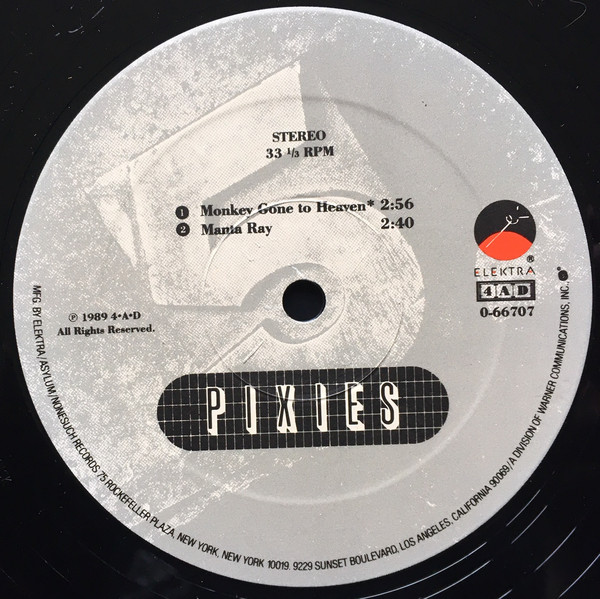 STEREO
33 ⅓ RPM
1 Monkey Gone to Heaven* 2:56
2 Manta Ray 2:40
ELEKTRA®
4AD
0-66707
℗ 1989 4•A•D
All Rights Reserved.
PIXIES
MFG. BY ELEKTRA/ASYLUM/NONESUCH RECORDS 75 ROCKEFELLER PLAZA, NEW YORK, NEW YORK 10019. 9229 SUNSET BOULEVARD, LOS ANGELES, CALIFORNIA 90069/A DIVISION OF WARNER COMMUNICATIONS, INC.
5